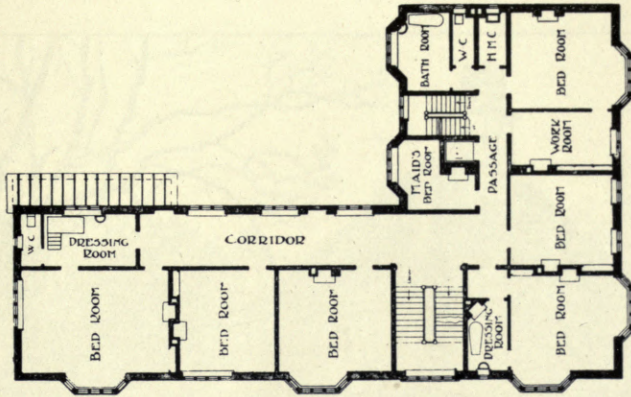 BATH ROOM
W C
H M C
BED ROOM
WORK
ROOM
MAID'S
BED ROOM
PASSAGE
BED ROOM
W C
DRESSING
ROOM
CORRIDOR
BED ROOM
BED ROOM
BED ROOM
DRESSING
ROOM
BED ROOM